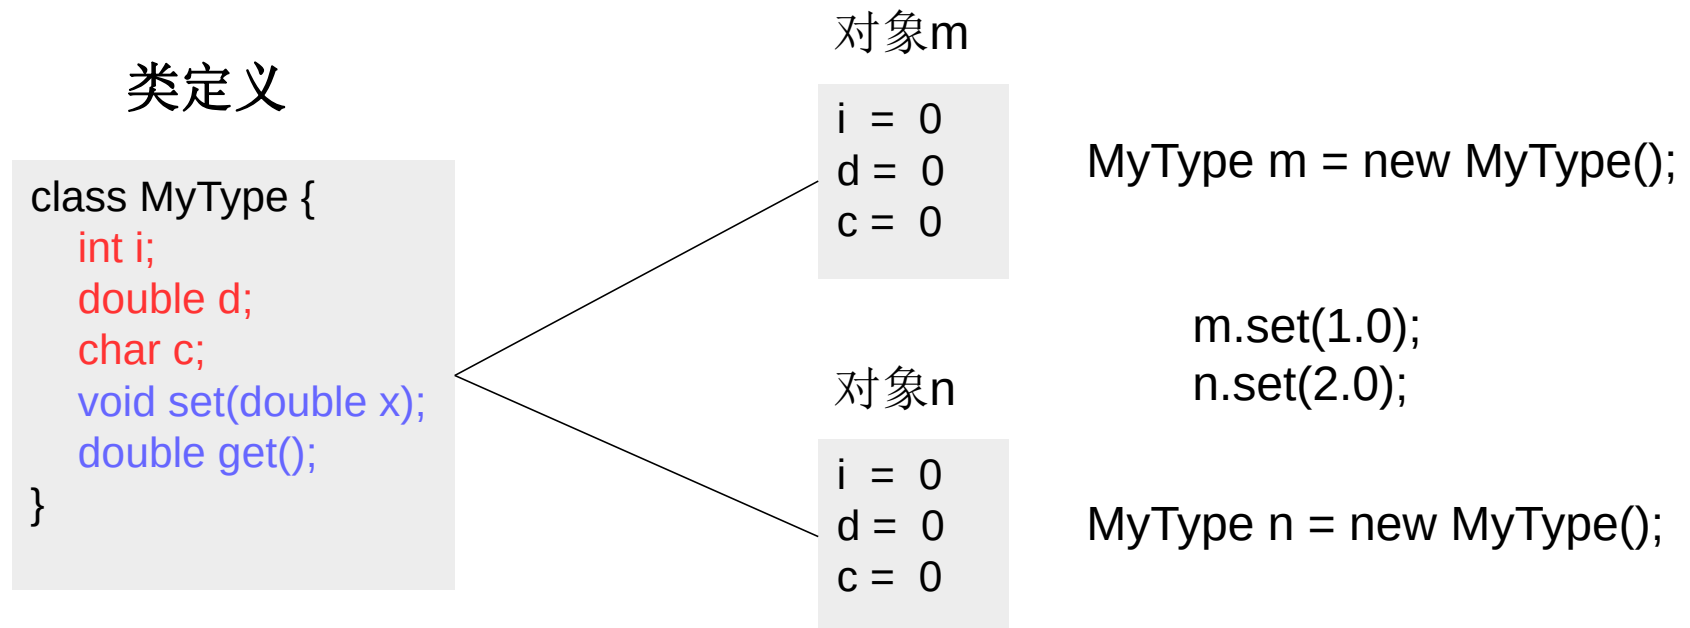 类定义
class MyType {
int i;
double d;
char c;
void set(double x);
double get();
}
对象m
i = 0
d = 0
c = 0
对象n
i = 0
d = 0
c = 0
MyType m = new MyType();
m.set(1.0);
n.set(2.0);
MyType n = new MyType();